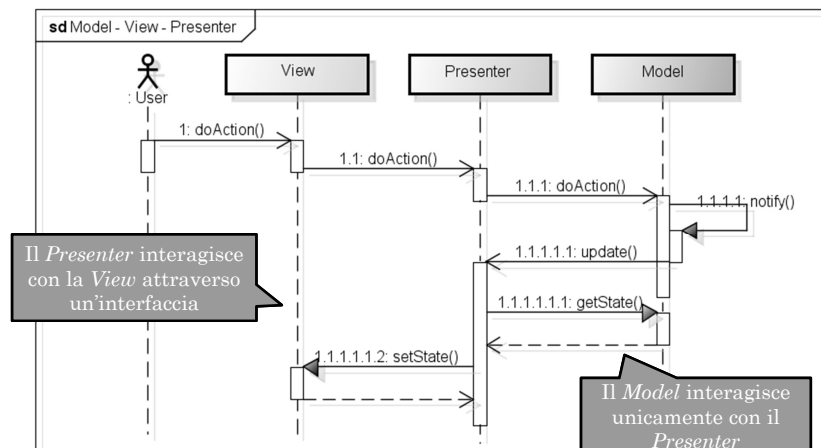 sd Model - View - Presenter
: User
View
Presenter
Model
1: doAction()
1.1: doAction()
1.1.1: doAction()
1.1.1.1: notify()
Il Presenter interagisce
con la View attraverso
un'interfaccia
1.1.1.1.1: update()
1.1.1.1.1.1: getState()
1.1.1.1.1.2: setState()
Il Model interagisce
unicamente con il
Presenter